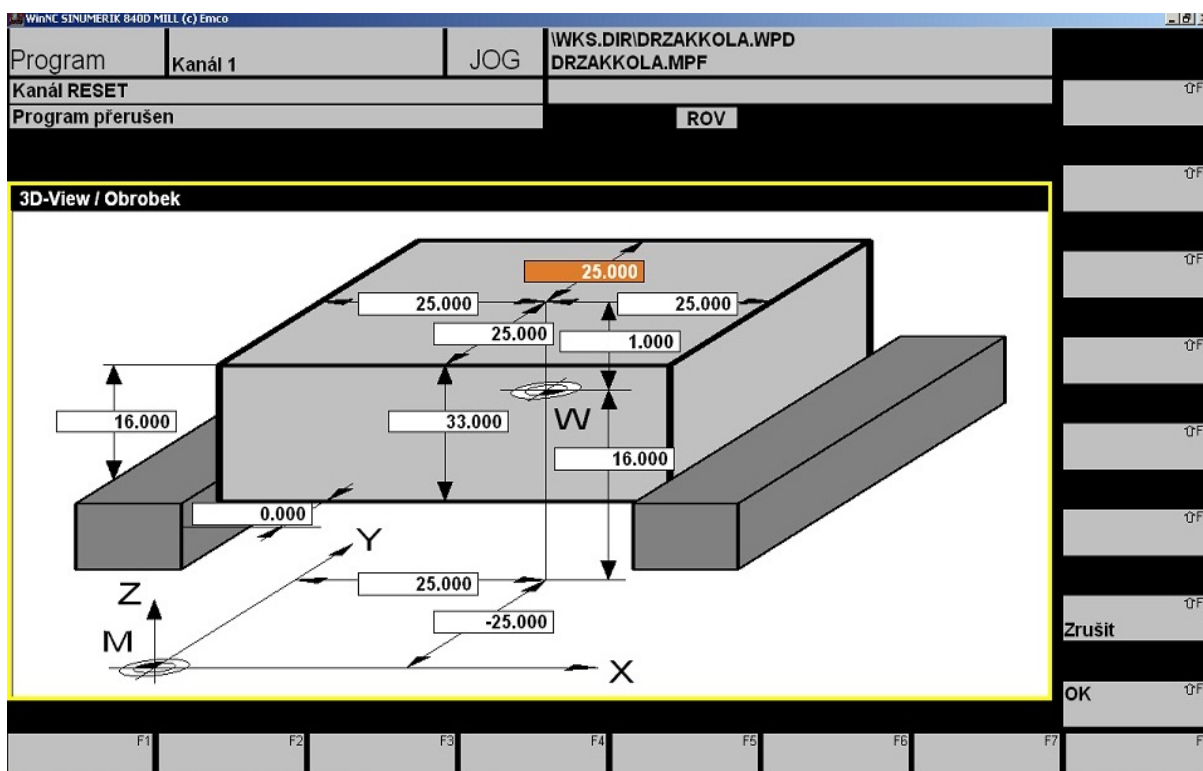 WinNC SINUMERIK 840D MILL (c) Emco
Program
Kanál 1
JOG
\WKS.DIR\DRZAKKOLA.WPD
DRZAKKOLA.MPF
Kanál RESET
Program přerušen
ROV
3D-View / Obrobek
25.000
25.000
25.000
25.000
1.000
16.000
33.000
W
16.000
0.000
Y
25.000
Z
-25.000
M
X
Zrušit
OK
F1
F2
F3
F4
F5
F6
F7